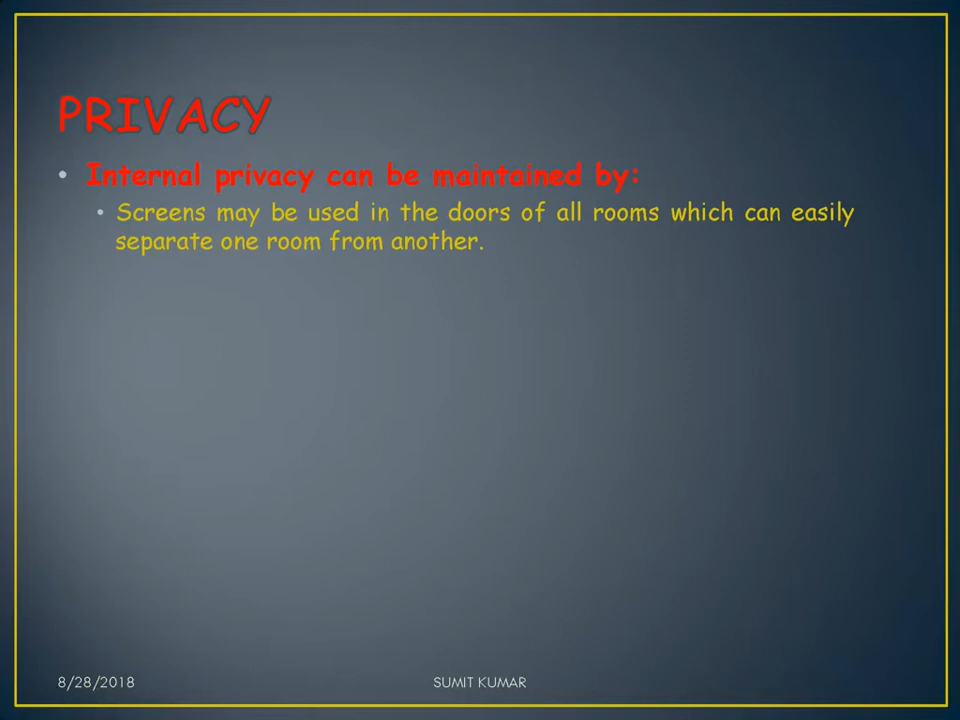 PRIVACY
• Internal privacy can be maintained by:
• Screens may be used in the doors of all rooms which can easily
separate one room from another.
8/28/2018 SUMIT KUMAR